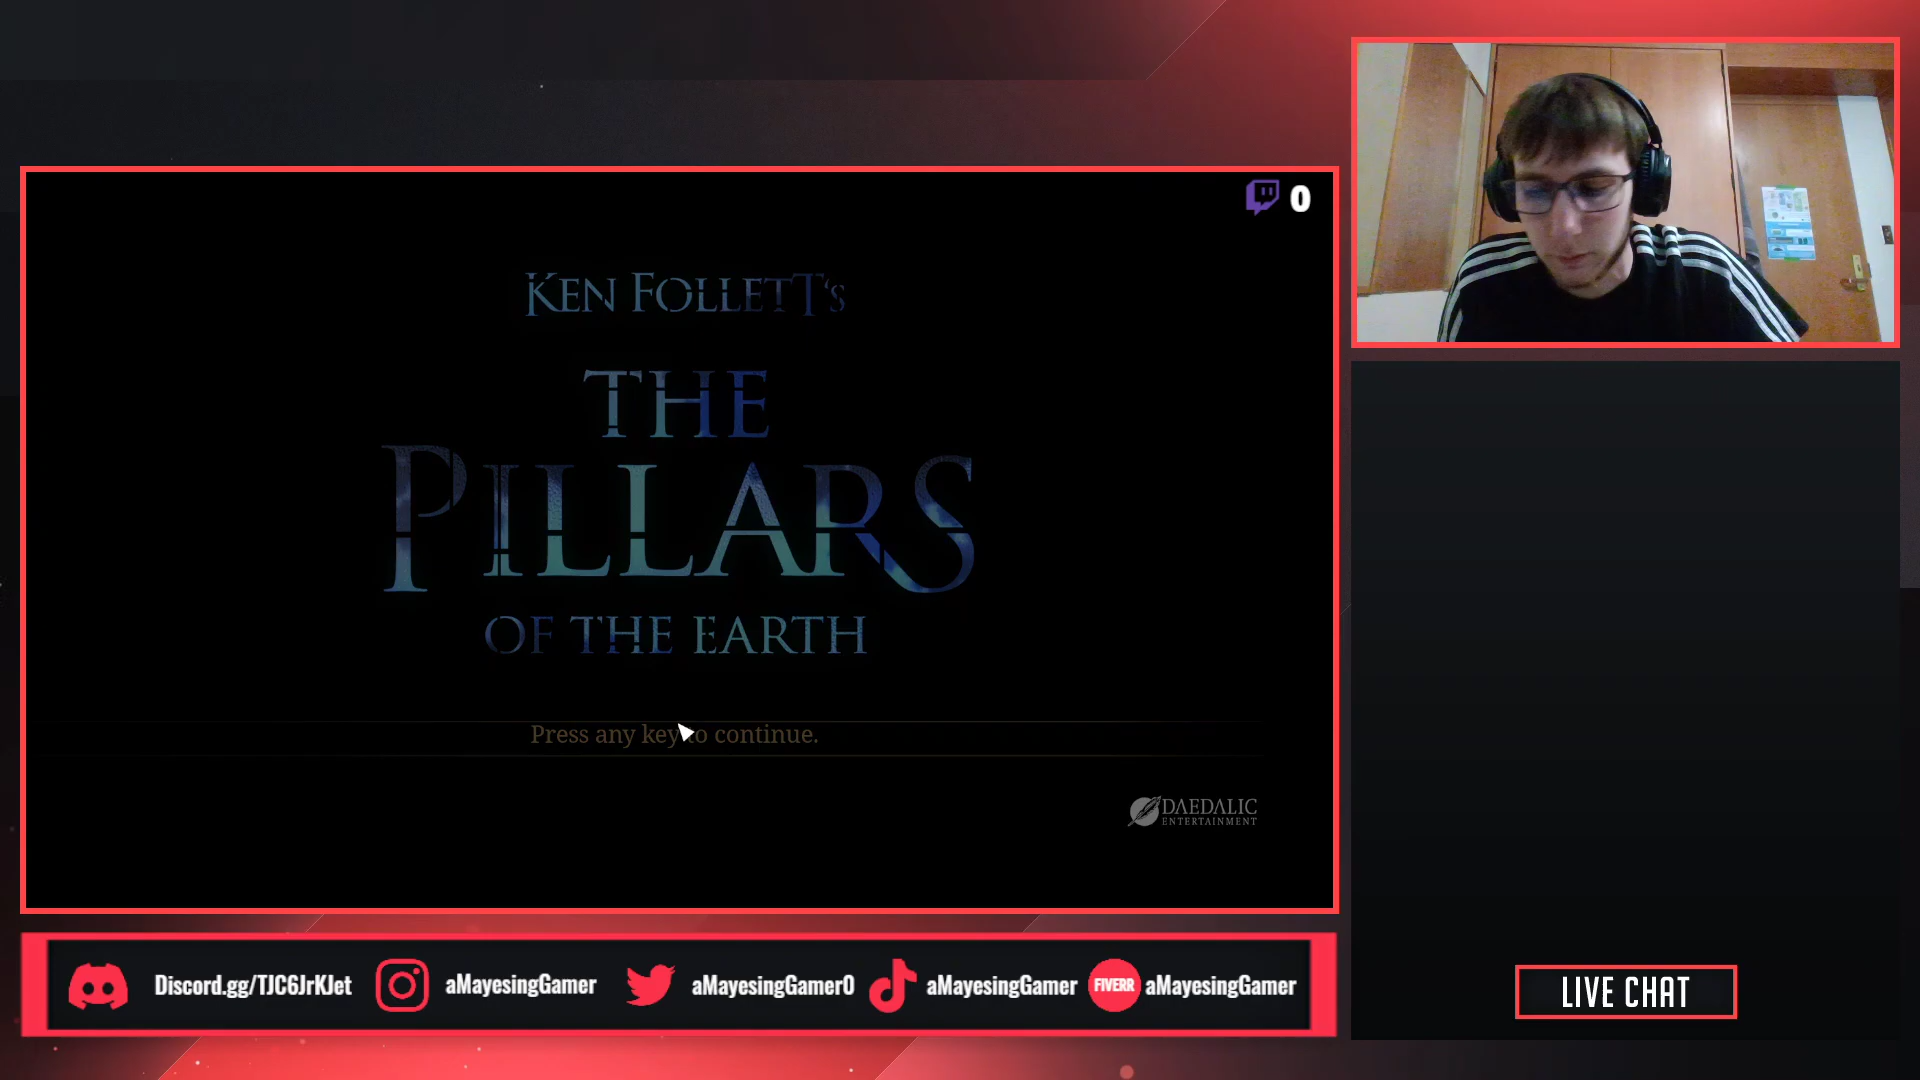 0
KEN FOLLETT's
THE
PILLARS
OF THE EARTH
Press any key to continue.
DAEDALIC
ENTERTAINMENT
Discord.gg/TJC6JrKJet
aMayesingGamer
aMayesingGamer0
aMayesingGamer
FIVERR
aMayesingGamer
LIVE CHAT